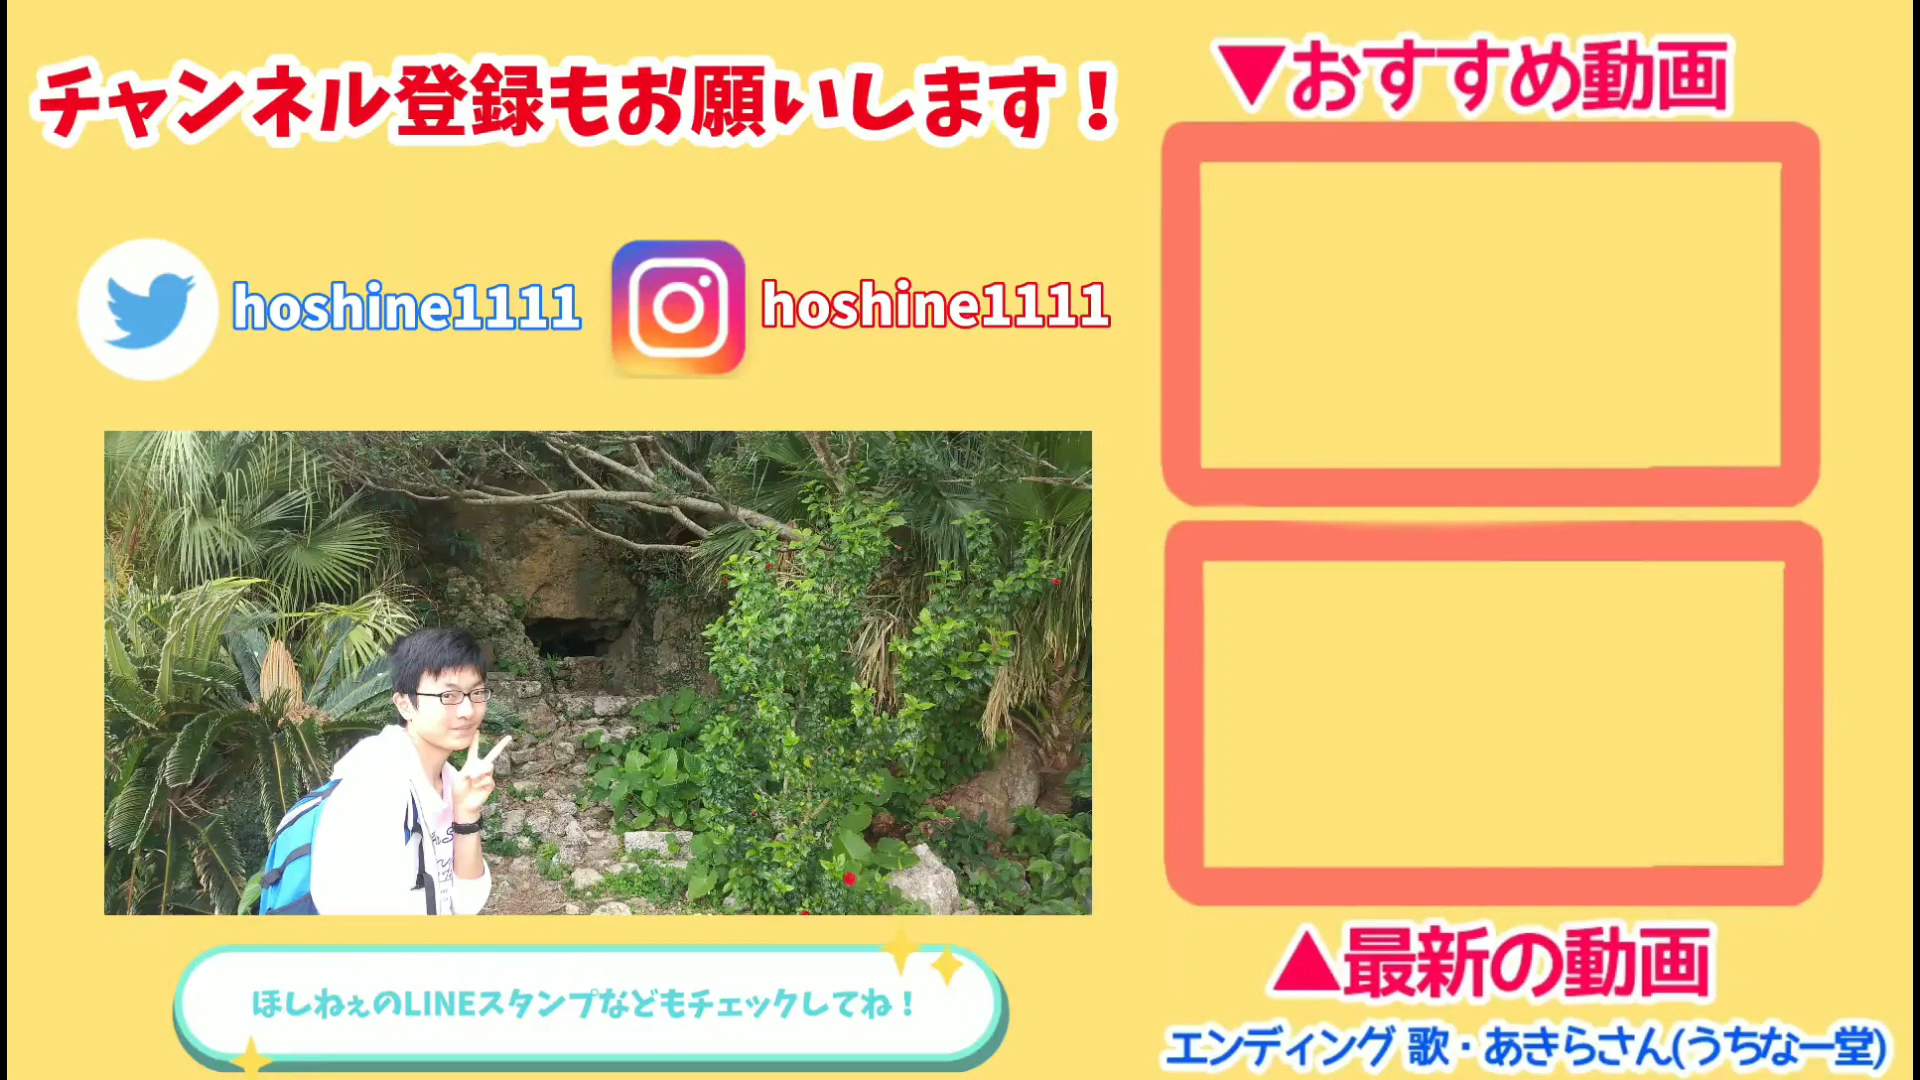 チャンネル登録もお願いします！
hoshine1111
hoshine1111
ほしねぇのLINEスタンプなどもチェックしてね！
▼おすすめ動画
▲最新の動画
エンディング 歌・あきらさん(うちなー堂)